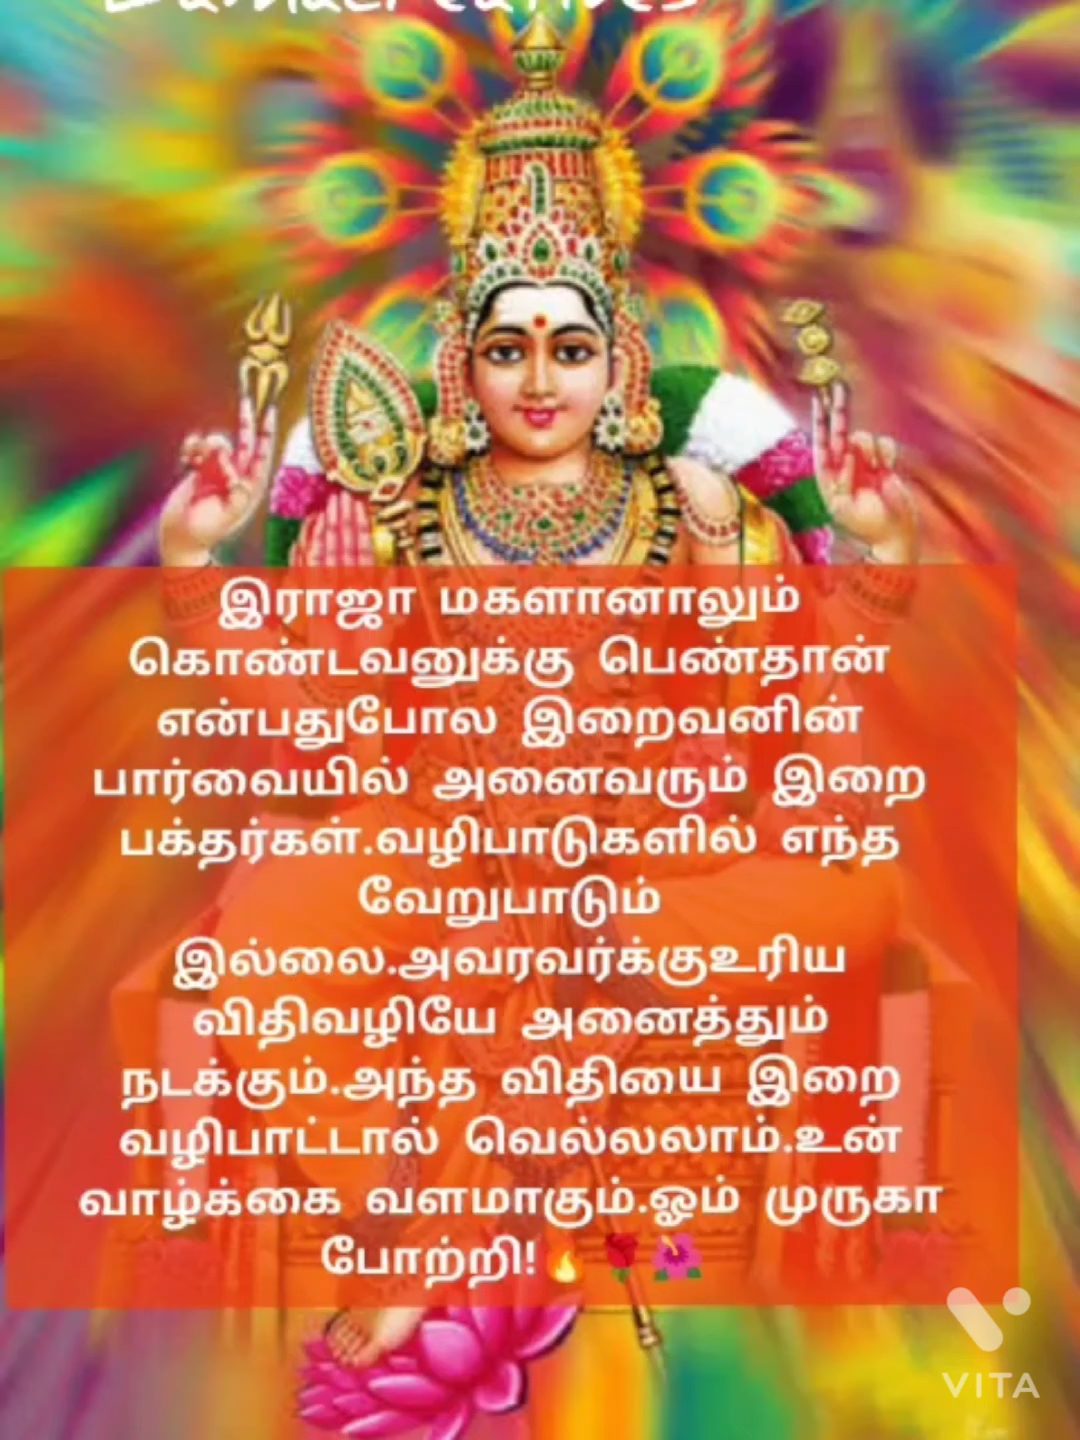 இராஜா மகளானாலும்
கொண்டவனுக்கு பெண்தான்
என்பதுபோல இறைவனின்
பார்வையில் அனைவரும் இறை
பக்தர்கள்.வழிபாடுகளில் எந்த
வேறுபாடும்
இல்லை.அவரவர்க்குஉரிய
விதிவழியே அனைத்தும்
நடக்கும்.அந்த விதியை இறை
வழிபாட்டால் வெல்லலாம்.உன்
வாழ்க்கை வளமாகும்.ஓம் முருகா
போற்றி!🔥🌹🌺
VITA